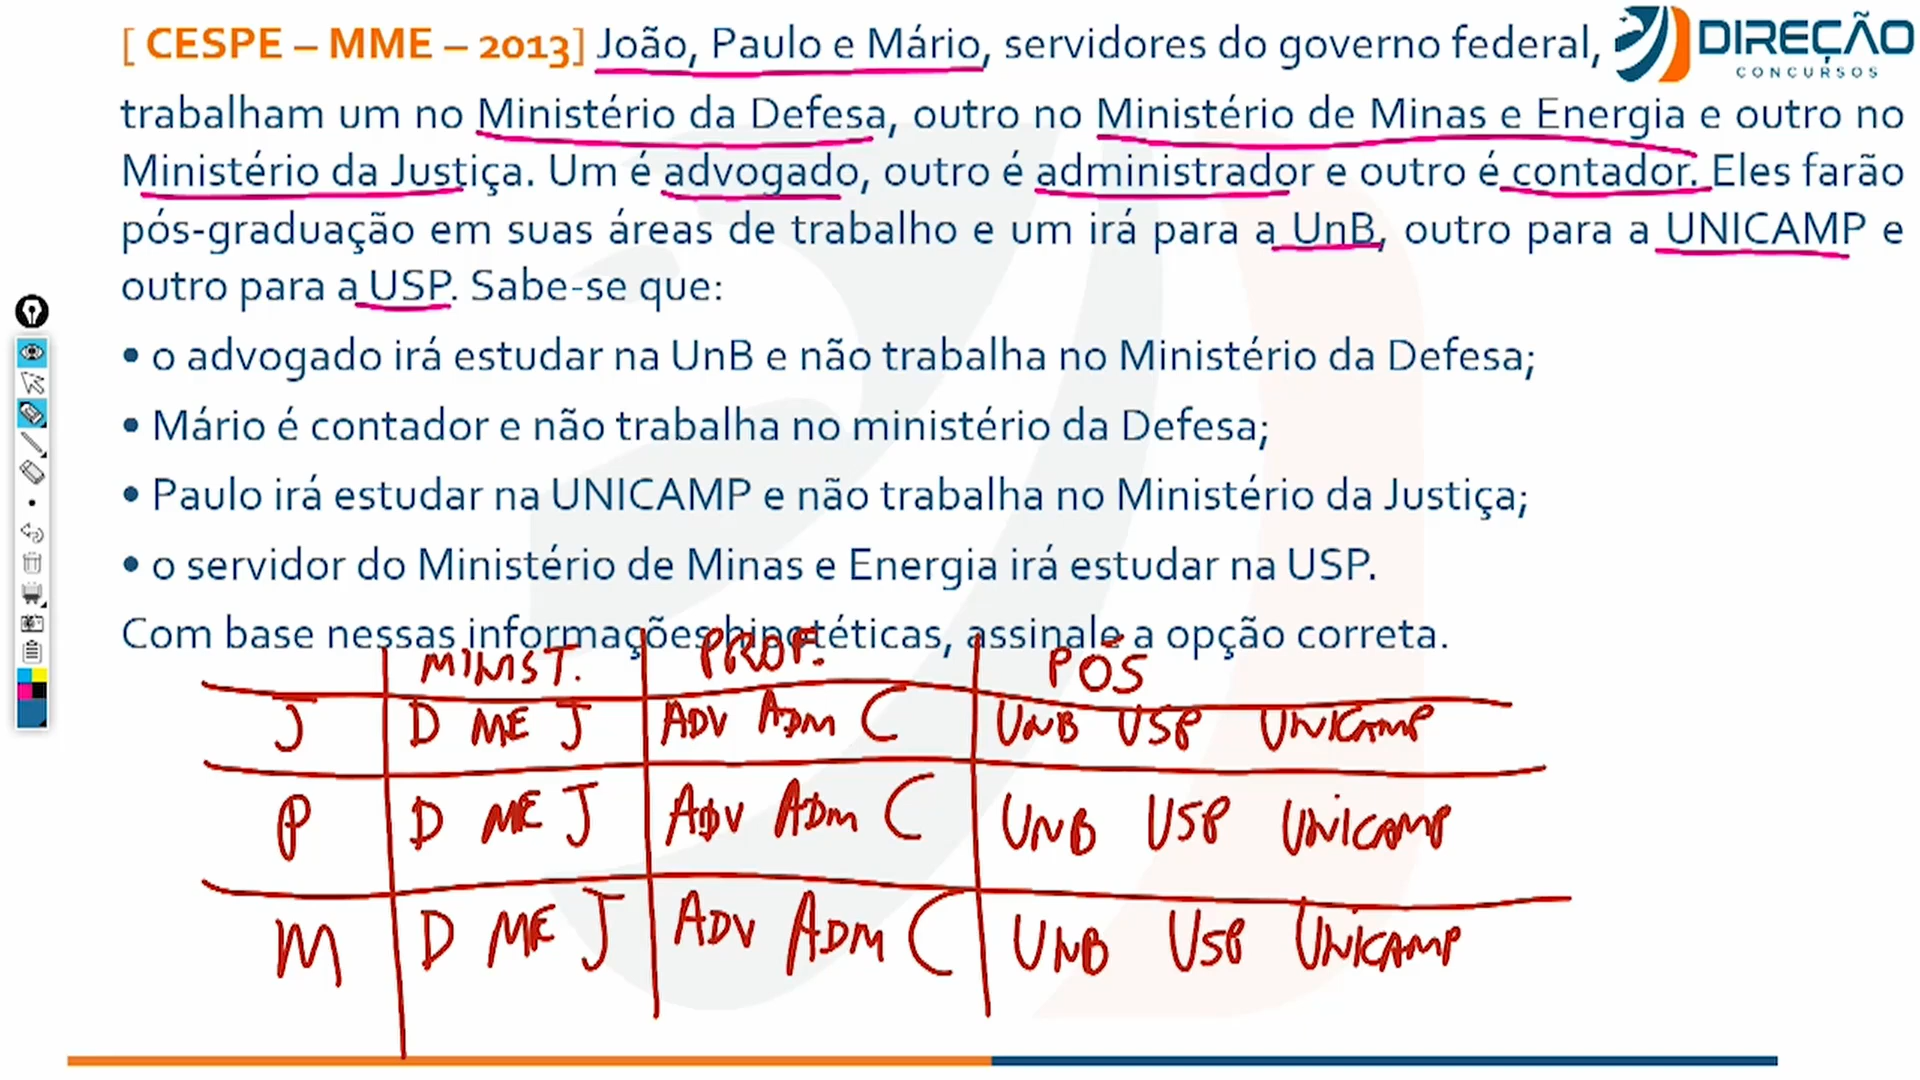 [ CESPE – MME – 2013] João, Paulo e Mário, servidores do governo federal,
DIREÇÃO
CONCURSOS
trabalham um no Ministério da Defesa, outro no Ministério de Minas e Energia e outro no
Ministério da Justiça. Um é advogado, outro é administrador e outro é contador. Eles farão
pós-graduação em suas áreas de trabalho e um irá para a UnB, outro para a UNICAMP e
outro para a USP. Sabe-se que:
• o advogado irá estudar na UnB e não trabalha no Ministério da Defesa;
• Mário é contador e não trabalha no ministério da Defesa;
• Paulo irá estudar na UNICAMP e não trabalha no Ministério da Justiça;
• o servidor do Ministério de Minas e Energia irá estudar na USP.
Com base nessas informações hipotéticas, assinale a opção correta.
MINIST. PROF. PÓS
J D ME J ADV ADM C UNB USP UNICAMP
P D ME J ADV ADM C UNB USP UNICAMP
M D ME J ADV ADM C UNB USP UNICAMP